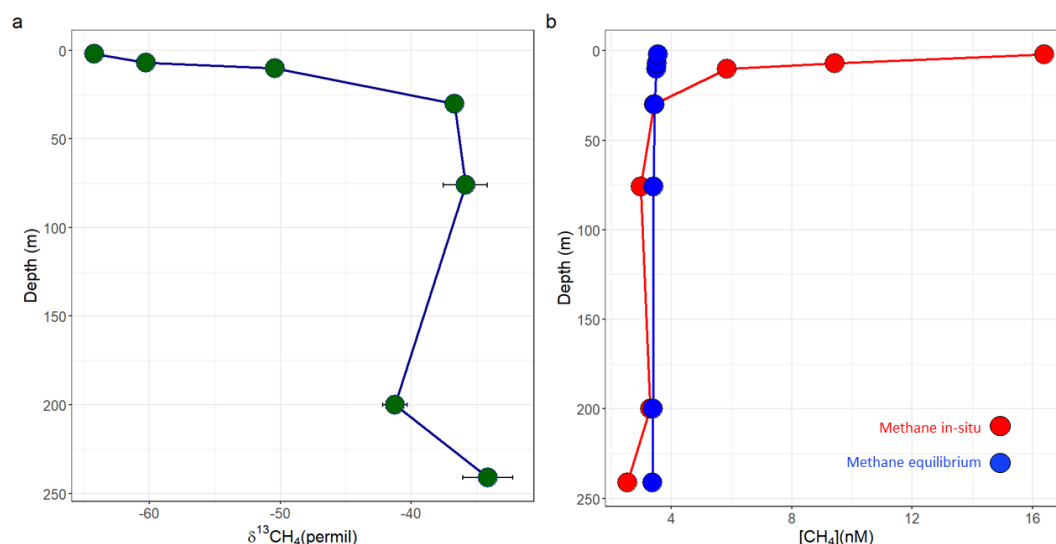 a
0
50
100
150
200
250
Depth (m)
-60
-50
-40
δ¹³CH₄(permil)
b
0
50
100
150
200
250
Depth (m)
4
8
12
16
[CH₄](nM)
Methane in-situ
Methane equilibrium